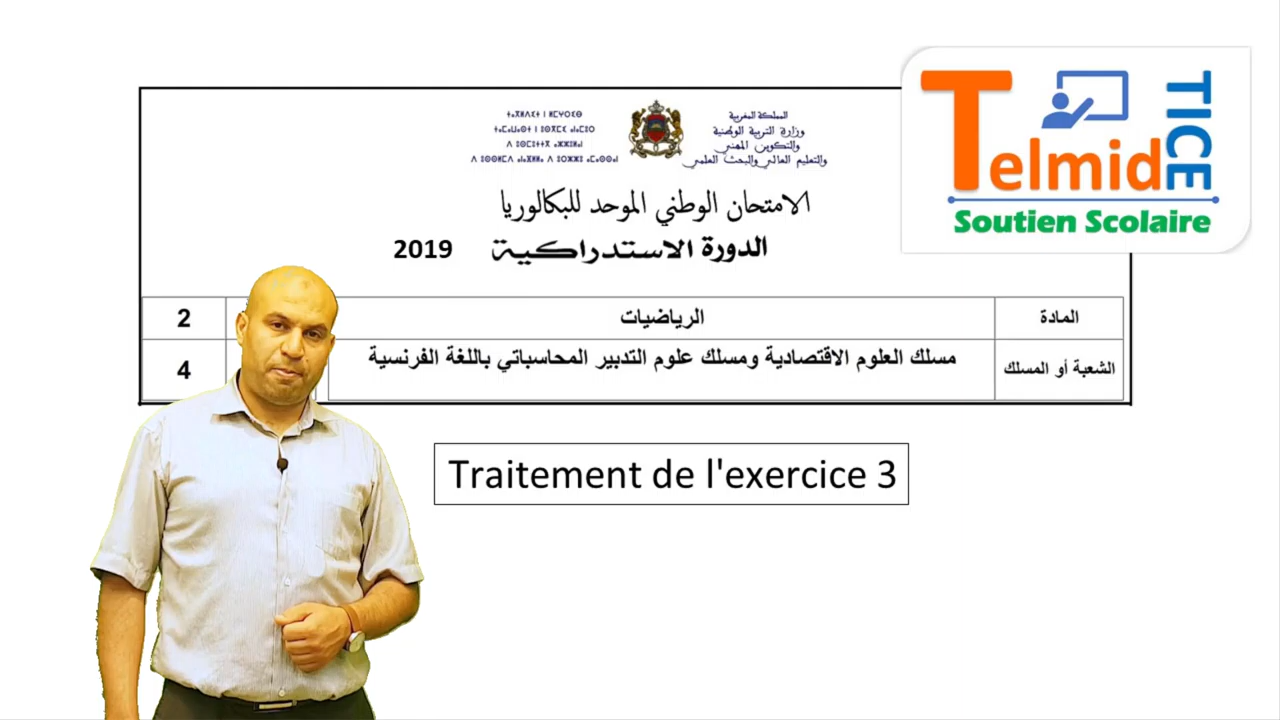 ⵜⴰⴳⵍⴷⵉⵜ ⵏ ⵍⵎⵖⵔⵉⴱ
المملكة المغربية
وزارة التربية الوطنية
والتكوين المهني
والتعليم العالي والبحث العلمي
Telmid TICE
Soutien Scolaire
الامتحان الوطني الموحد للبكالوريا
الدورة الاستدراكية 2019
المادة الرياضيات 2
الشعبة أو المسلك مسلك العلوم الاقتصادية ومسلك علوم التدبير المحاسباتي باللغة الفرنسية 4
Traitement de l'exercice 3